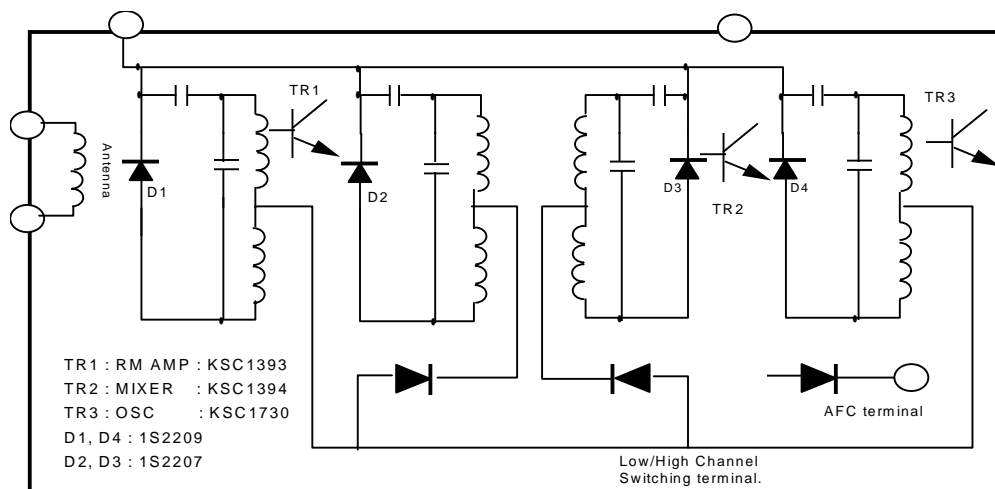 TR1
TR3
Antenna
D1
D2
D3
D4
TR2
TR1 : RM AMP : KSC1393
TR2 : MIXER : KSC1394
TR3 : OSC : KSC1730
D1, D4 : 1S2209
D2, D3 : 1S2207
AFC terminal
Low/High Channel
Switching terminal.